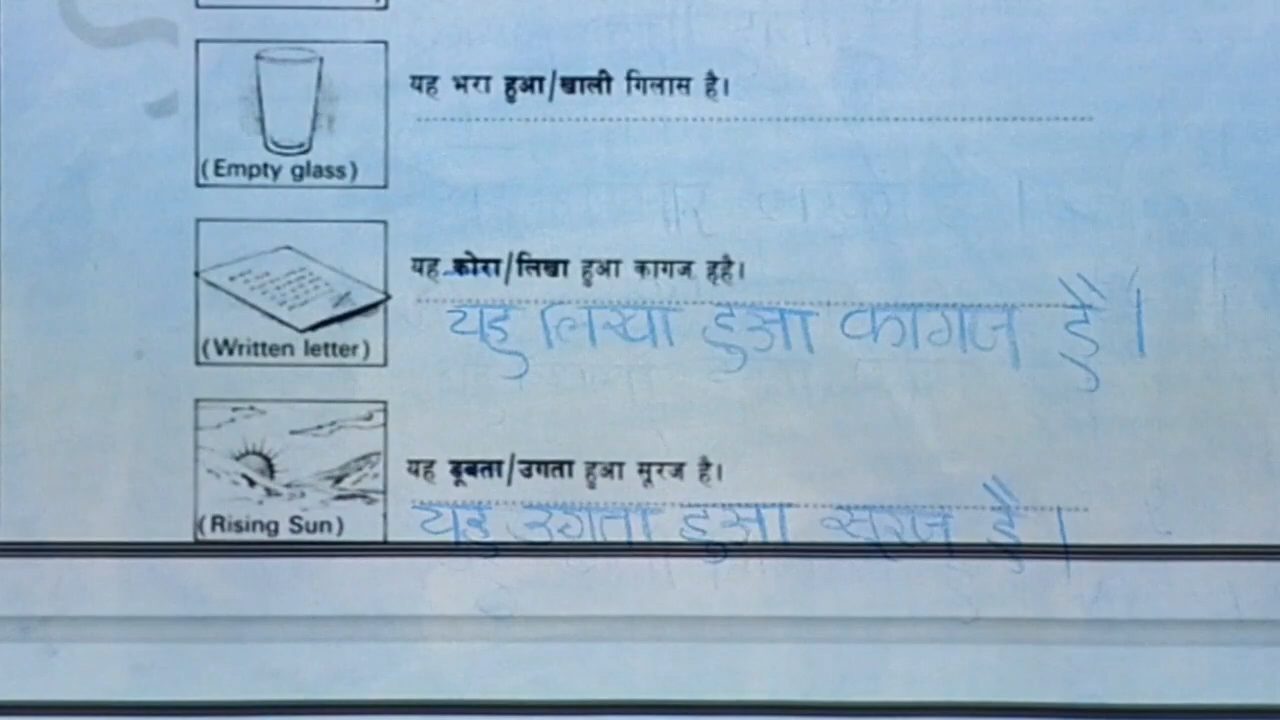 यह भरा हुआ/खाली गिलास है।
(Empty glass)
यह कोरा/लिखा हुआ कागज हहै।
यह लिखा हुआ कागज है।
(Written letter)
यह डूबता/उगता हुआ सूरज है।
यह उगता हुआ सूरज है।
(Rising Sun)